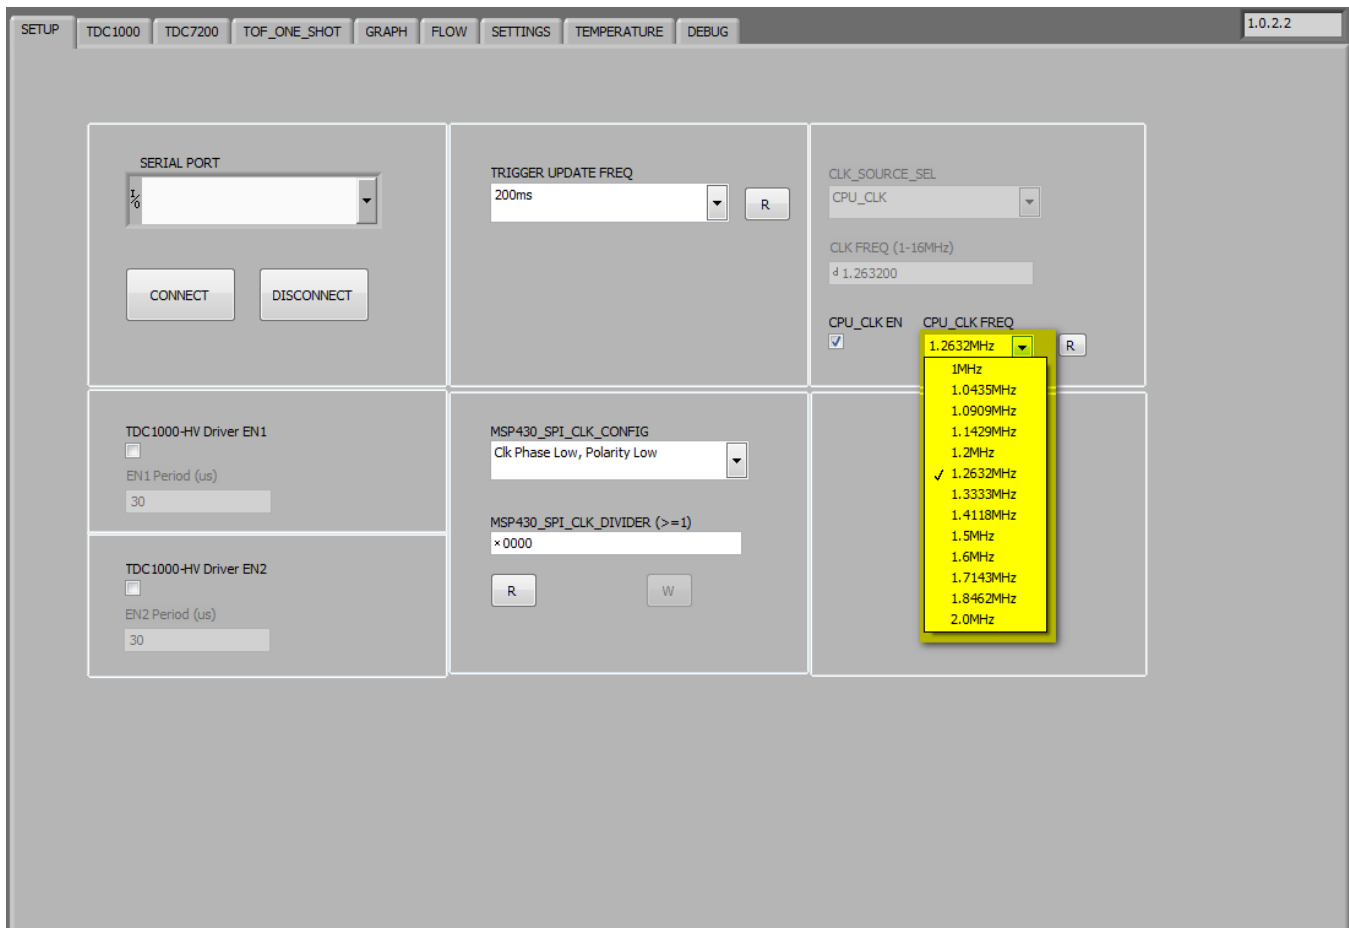 SETUP TDC1000 TDC7200 TOF_ONE_SHOT GRAPH FLOW SETTINGS TEMPERATURE DEBUG 1.0.2.2
SERIAL PORT
I/O
CONNECT DISCONNECT
TRIGGER UPDATE FREQ
200ms R
CLK_SOURCE_SEL
CPU_CLK
CLK FREQ (1-16MHz)
d 1.263200
CPU_CLK EN CPU_CLK FREQ
1.2632MHz R
1MHz
1.0435MHz
1.0909MHz
1.1429MHz
1.2MHz
✓ 1.2632MHz
1.3333MHz
1.4118MHz
1.5MHz
1.6MHz
1.7143MHz
1.8462MHz
2.0MHz
TDC1000-HV Driver EN1
EN1 Period (us)
30
MSP430_SPI_CLK_CONFIG
Clk Phase Low, Polarity Low
MSP430_SPI_CLK_DIVIDER (>=1)
× 0000
R W
TDC1000-HV Driver EN2
EN2 Period (us)
30